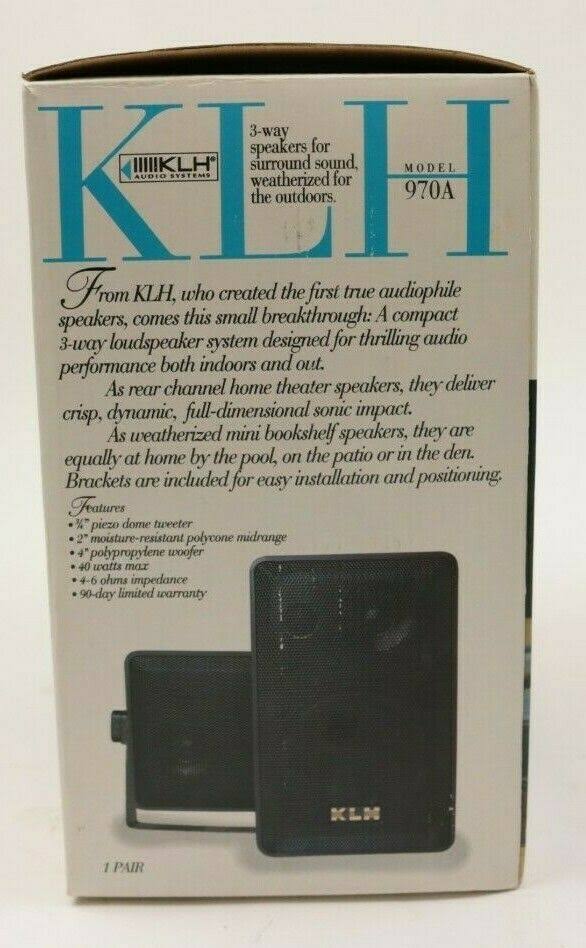 KLH
KLH®
AUDIO SYSTEMS
3-way
speakers for
surround sound,
weatherized for
the outdoors.
MODEL
970A
From KLH, who created the first true audiophile
speakers, comes this small breakthrough: A compact
3-way loudspeaker system designed for thrilling audio
performance both indoors and out.
As rear channel home theater speakers, they deliver
crisp, dynamic, full-dimensional sonic impact.
As weatherized mini bookshelf speakers, they are
equally at home by the pool, on the patio or in the den.
Brackets are included for easy installation and positioning.
Features
• ¾" piezo dome tweeter
• 2" moisture-resistant polycone midrange
• 4" polypropylene woofer
• 40 watts max
• 4-6 ohms impedance
• 90-day limited warranty
KLH
1 PAIR